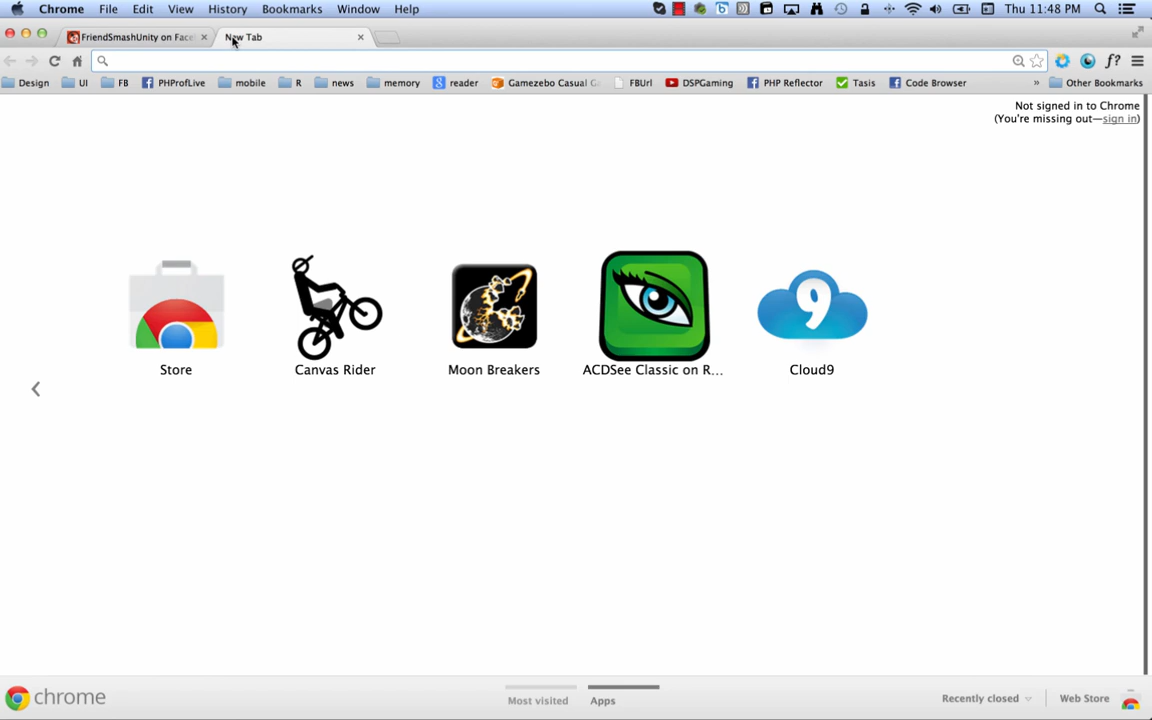 Chrome File Edit View History Bookmarks Window Help Thu 11:48 PM
FriendSmashUnity on Face New Tab
Design UI FB PHProfLive mobile R news memory reader Gamezebo Casual Ga FBUrl DSPGaming PHP Reflector Tasis Code Browser » Other Bookmarks
Not signed in to Chrome
(You're missing out—sign in)
9
Store Canvas Rider Moon Breakers ACDSee Classic on R... Cloud9
chrome Most visited Apps Recently closed Web Store